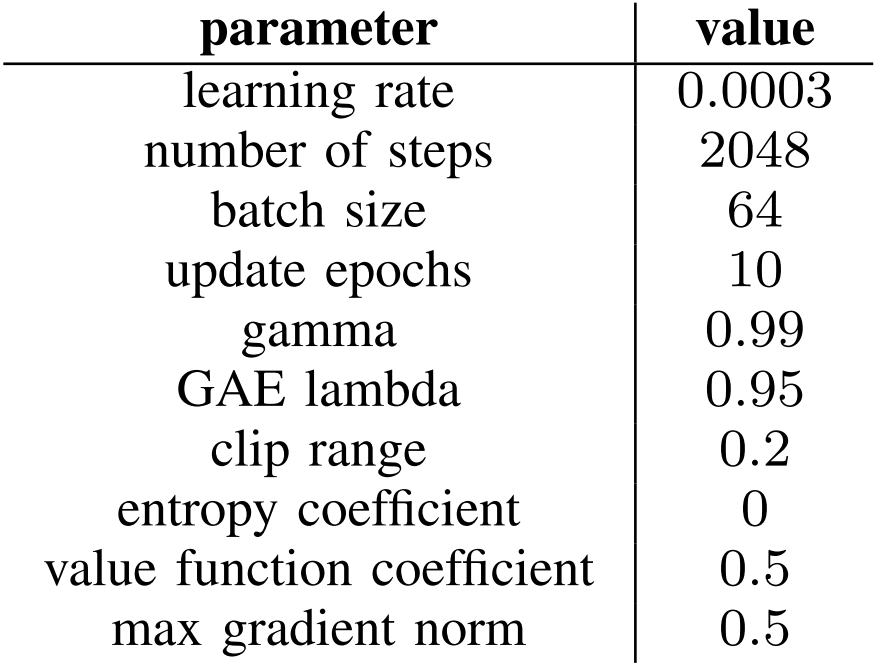 parameter value
learning rate 0.0003
number of steps 2048
batch size 64
update epochs 10
gamma 0.99
GAE lambda 0.95
clip range 0.2
entropy coefficient 0
value function coefficient 0.5
max gradient norm 0.5